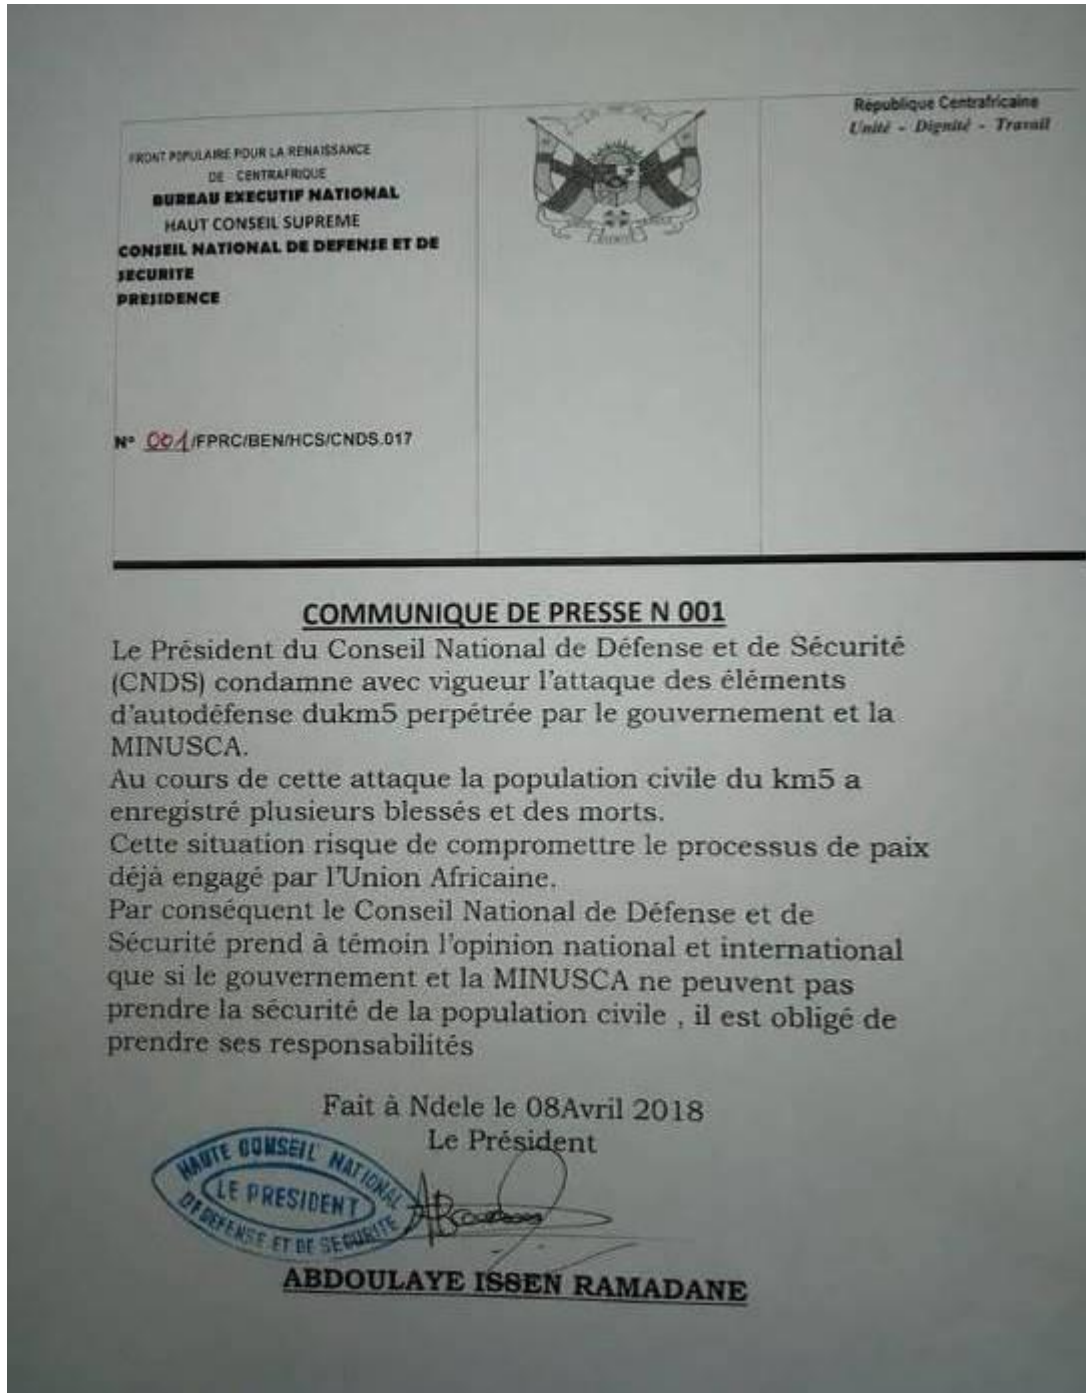 FRONT POPULAIRE POUR LA RENAISSANCE
DE CENTRAFRIQUE
BUREAU EXECUTIF NATIONAL
HAUT CONSEIL SUPREME
CONSEIL NATIONAL DE DEFENSE ET DE
SECURITE
PRESIDENCE
N° 001/FPRC/BEN/HCS/CNDS.017
République Centrafricaine
Unité - Dignité - Travail
COMMUNIQUE DE PRESSE N 001
Le Président du Conseil National de Défense et de Sécurité
(CNDS) condamne avec vigueur l'attaque des éléments
d'autodéfense dukm5 perpétrée par le gouvernement et la
MINUSCA.
Au cours de cette attaque la population civile du km5 a
enregistré plusieurs blessés et des morts.
Cette situation risque de compromettre le processus de paix
déjà engagé par l'Union Africaine.
Par conséquent le Conseil National de Défense et de
Sécurité prend à témoin l'opinion national et international
que si le gouvernement et la MINUSCA ne peuvent pas
prendre la sécurité de la population civile , il est obligé de
prendre ses responsabilités
Fait à Ndele le 08Avril 2018
Le Président
HAUTE CONSEIL NATIONAL
LE PRESIDENT
DE DEFENSE ET DE SECURITE
ABDOULAYE ISSEN RAMADANE